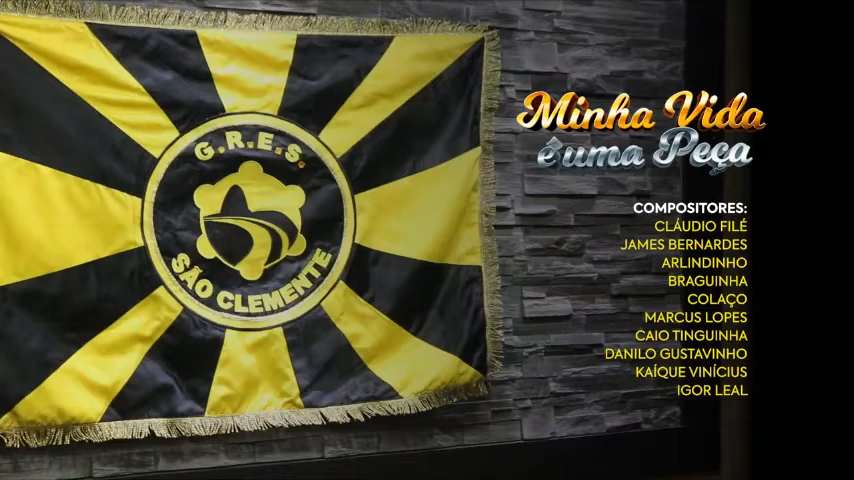 G.R.E.S.
SÃO CLEMENTE
Minha Vida
é uma Peça
COMPOSITORES:
CLÁUDIO FILÉ
JAMES BERNARDES
ARLINDINHO
BRAGUINHA
COLAÇO
MARCUS LOPES
CAIO TINGUINHA
DANILO GUSTAVINHO
KAÍQUE VINÍCIUS
IGOR LEAL